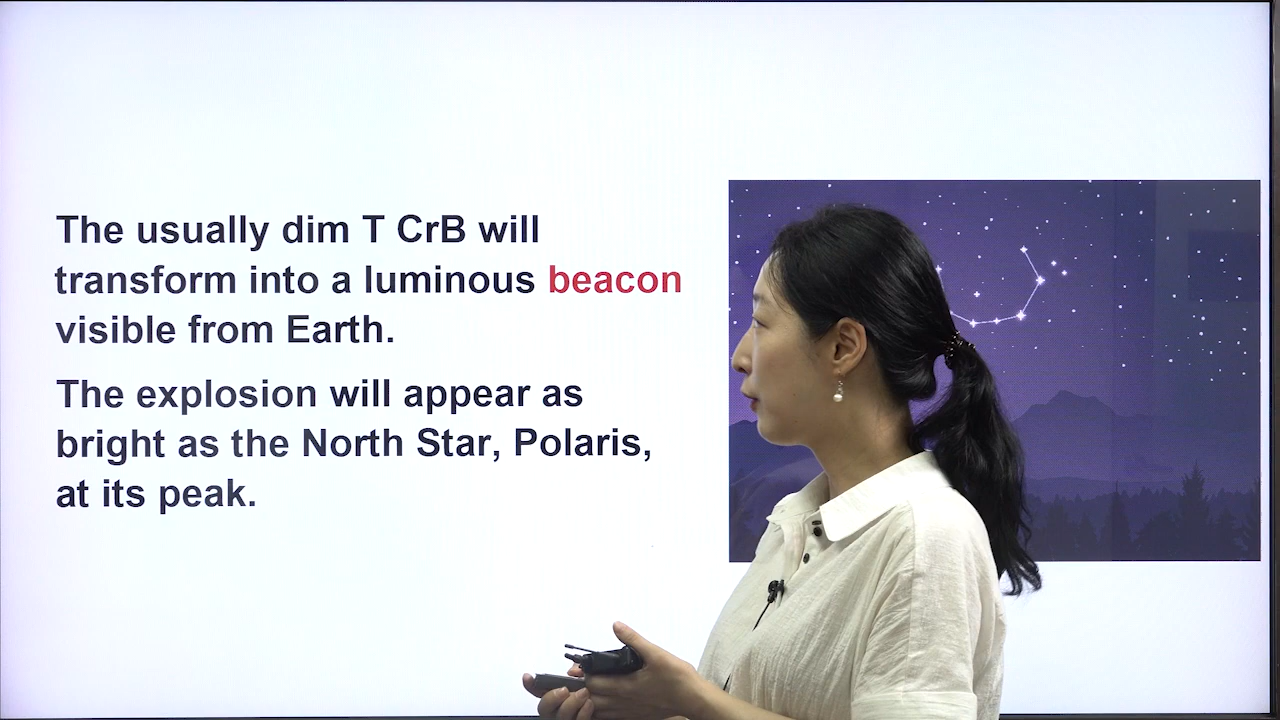 The usually dim T CrB will
transform into a luminous beacon
visible from Earth.
The explosion will appear as
bright as the North Star, Polaris,
at its peak.